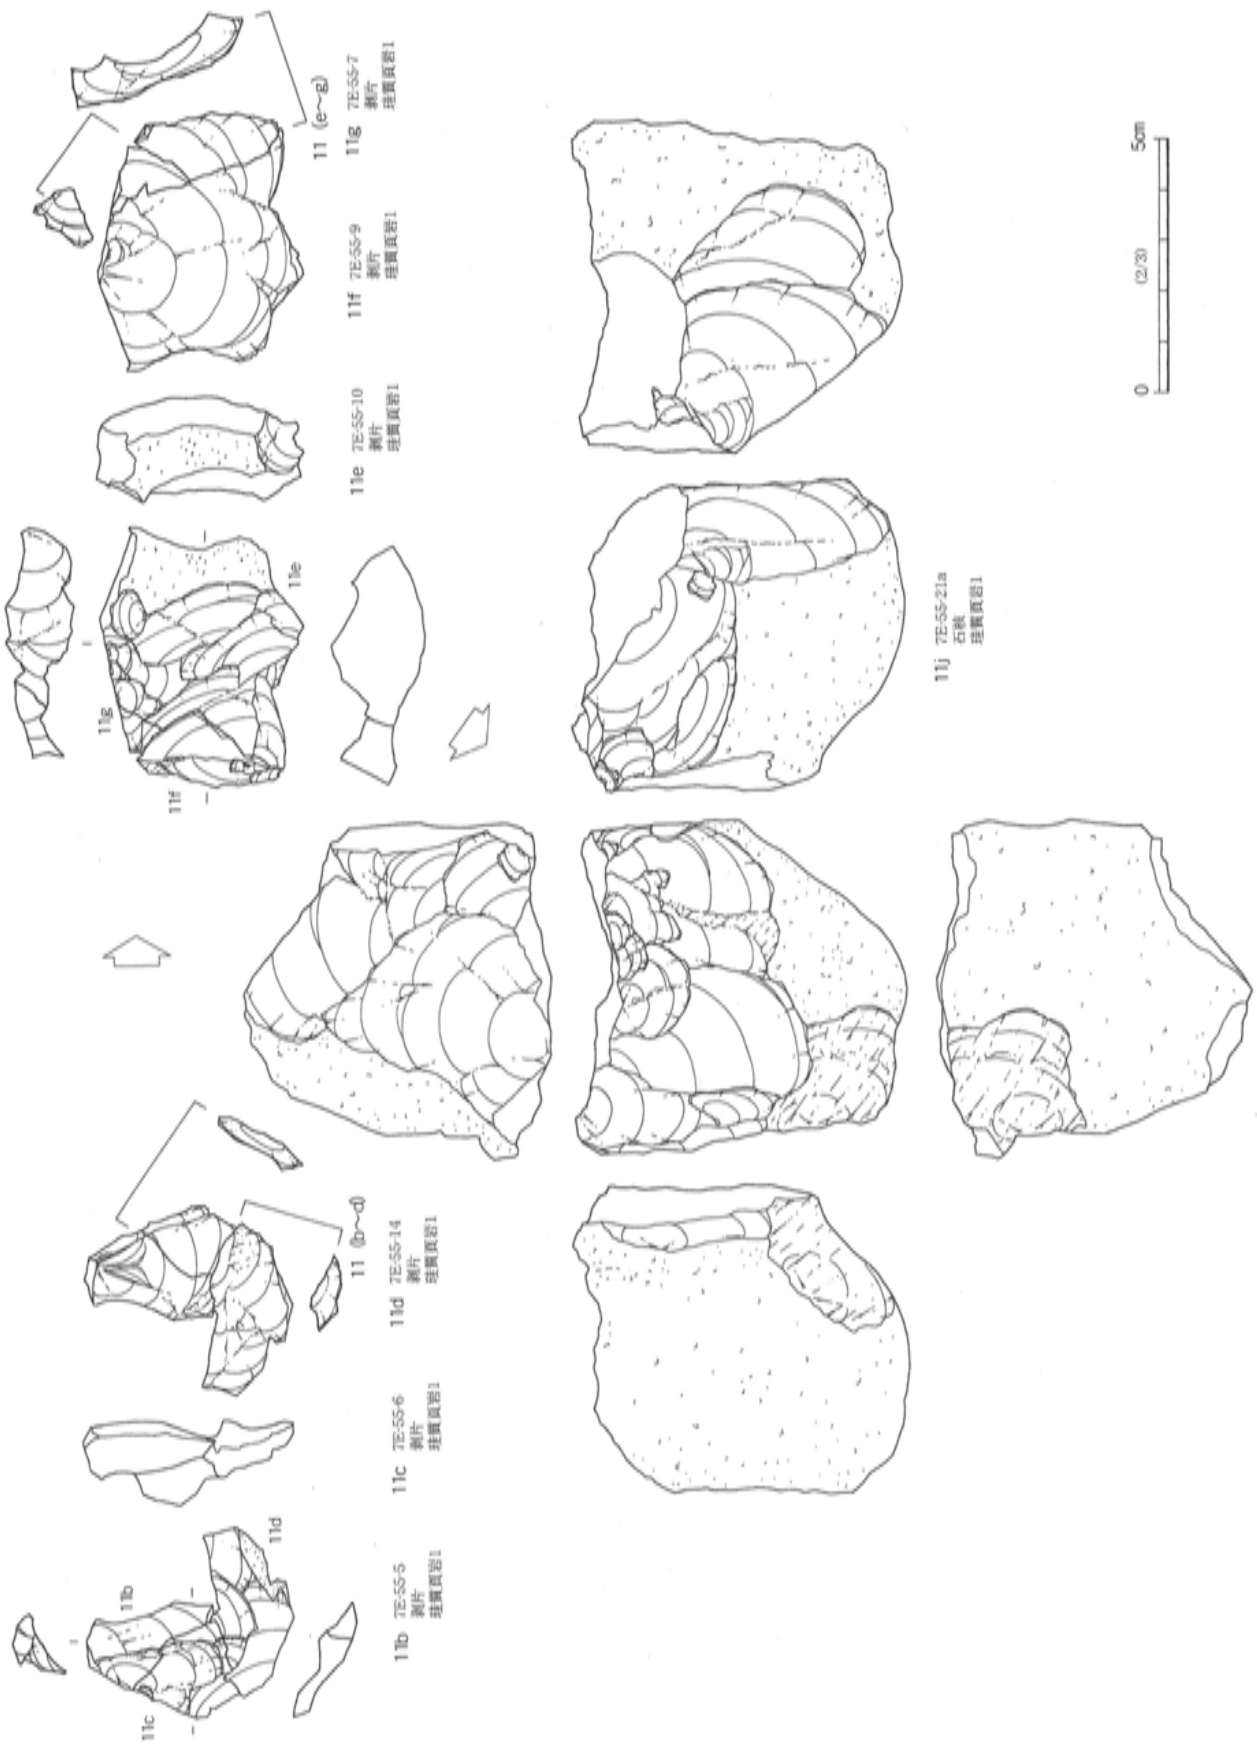 11c
11b
11d
11b 7E-55-5
剥片
珪質頁岩1
11c 7E-55-6
剥片
珪質頁岩1
11d 7E-55-14
剥片
珪質頁岩1
11 (b～d)
11f
11g
11e
11e 7E-55-10
剥片
珪質頁岩1
11f 7E-55-9
剥片
珪質頁岩1
11g 7E-55-7
剥片
珪質頁岩1
11 (e～g)
11j 7E-55-21a
石核
珪質頁岩1
0 (2/3) 5cm